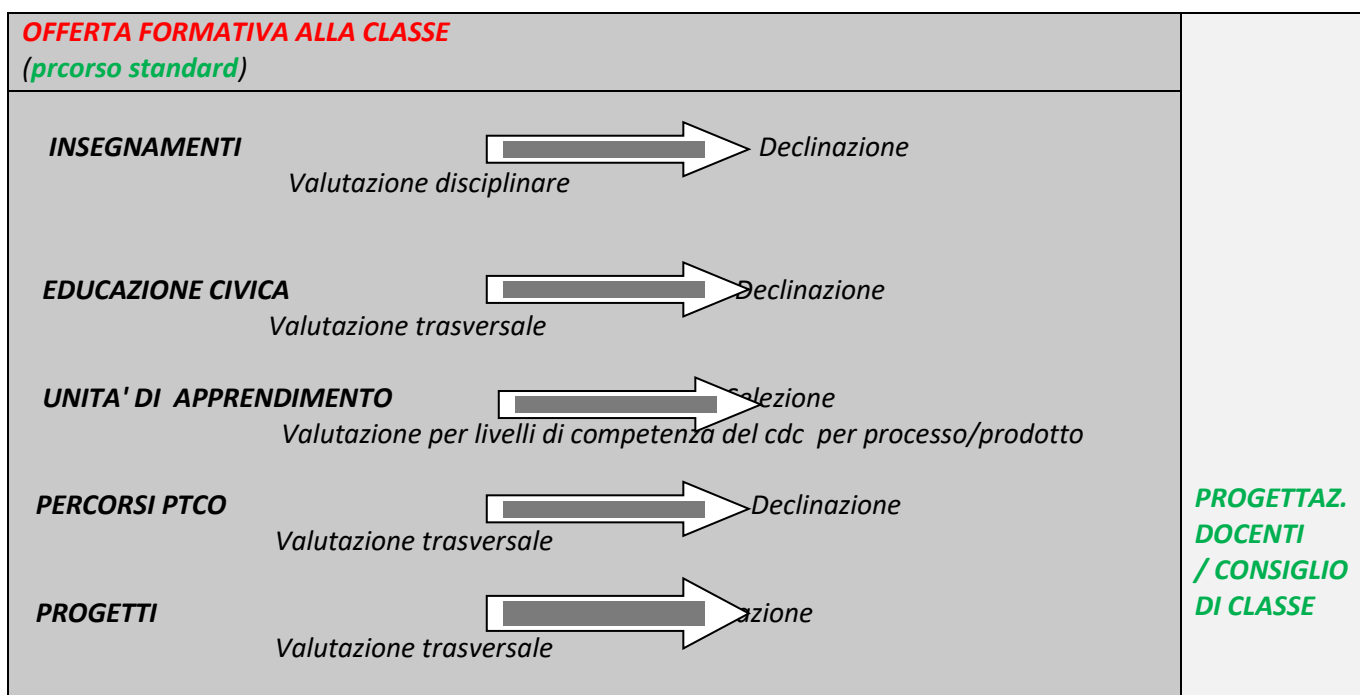 OFFERTA FORMATIVA ALLA CLASSE
(prcorso standard)
INSEGNAMENTI Declinazione
Valutazione disciplinare
EDUCAZIONE CIVICA Declinazione
Valutazione trasversale
UNITA' DI APPRENDIMENTO Selezione
Valutazione per livelli di competenza del cdc per processo/prodotto
PERCORSI PTCO Declinazione
Valutazione trasversale
PROGETTI
Valutazione trasversale
PROGETTAZ.
DOCENTI
/ CONSIGLIO
DI CLASSE